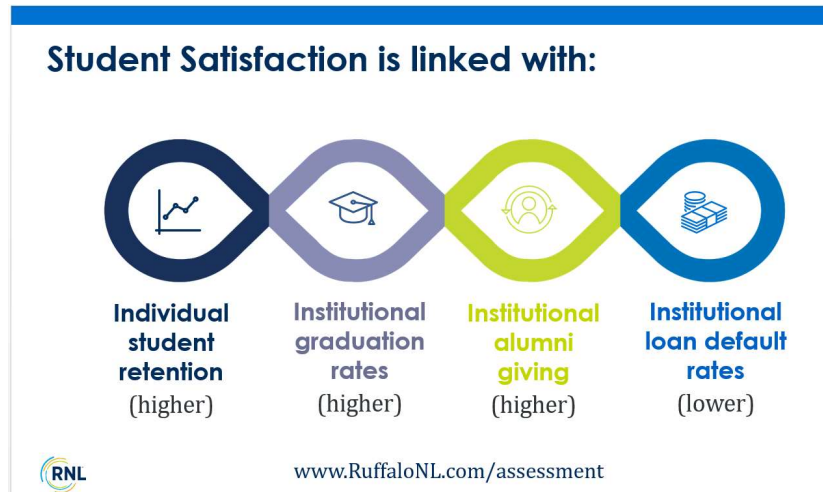 Student Satisfaction is linked with:
Individual
student
retention
(higher)
Institutional
graduation
rates
(higher)
Institutional
alumni
giving
(higher)
Institutional
loan default
rates
(lower)
RNL
www.RuffaloNL.com/assessment